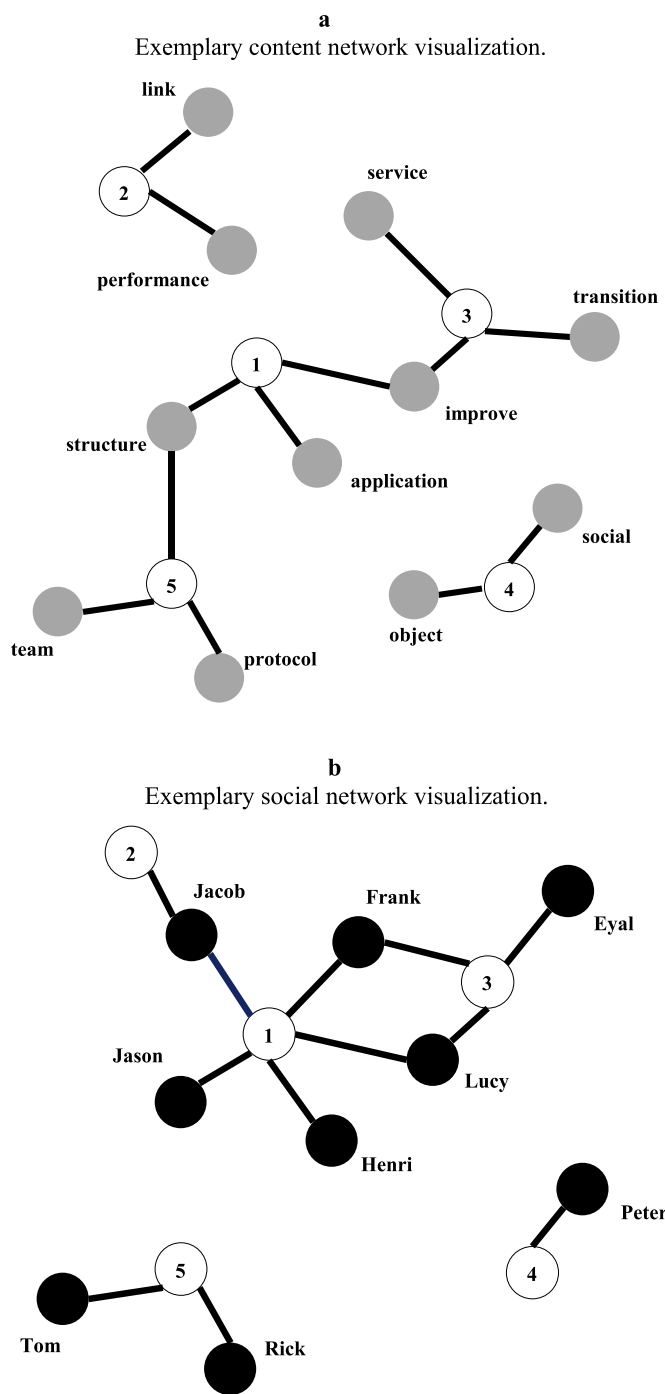 a
Exemplary content network visualization.
link
2
service
performance
transition
3
1
improve
structure
application
social
5
4
object
team
protocol
b
Exemplary social network visualization.
2
Jacob
Frank
Eyal
3
1
Jason
Lucy
Henri
Peter
5
4
Tom
Rick